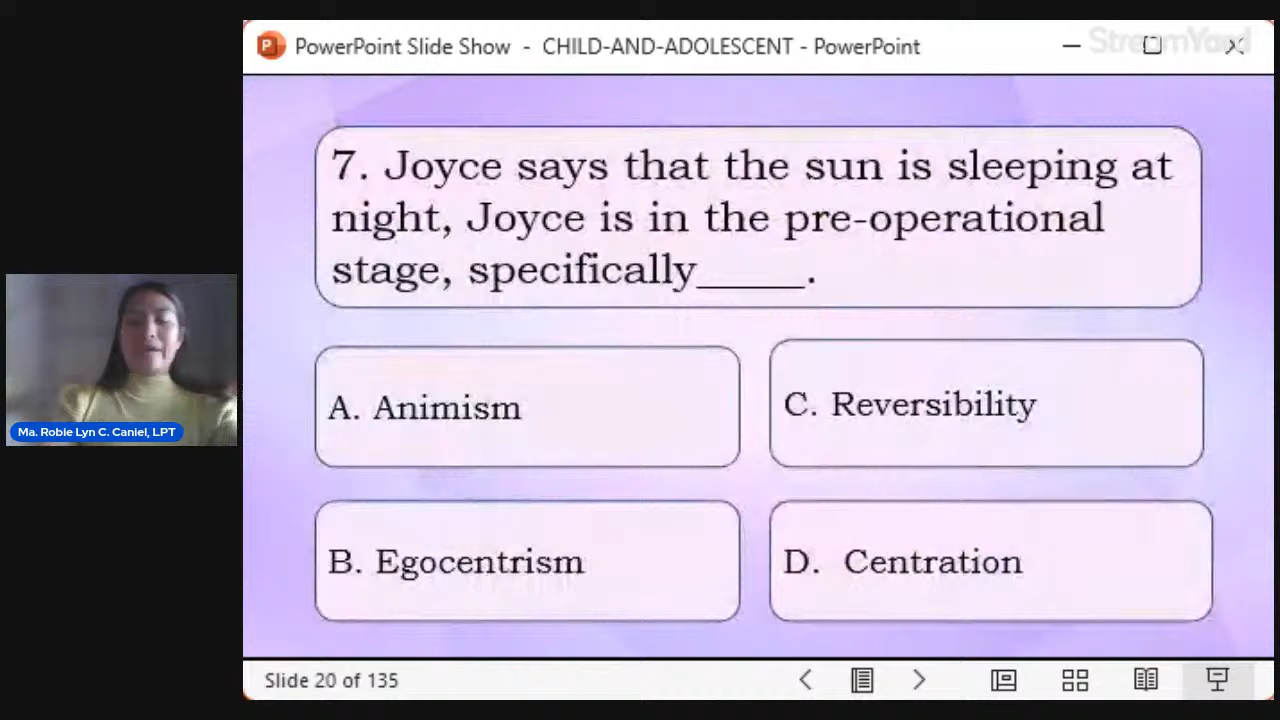 PowerPoint Slide Show - CHILD-AND-ADOLESCENT - PowerPoint
StreamYard
7. Joyce says that the sun is sleeping at
night, Joyce is in the pre-operational
stage, specifically_____.
A. Animism
C. Reversibility
B. Egocentrism
D. Centration
Ma. Robie Lyn C. Caniel, LPT
Slide 20 of 135